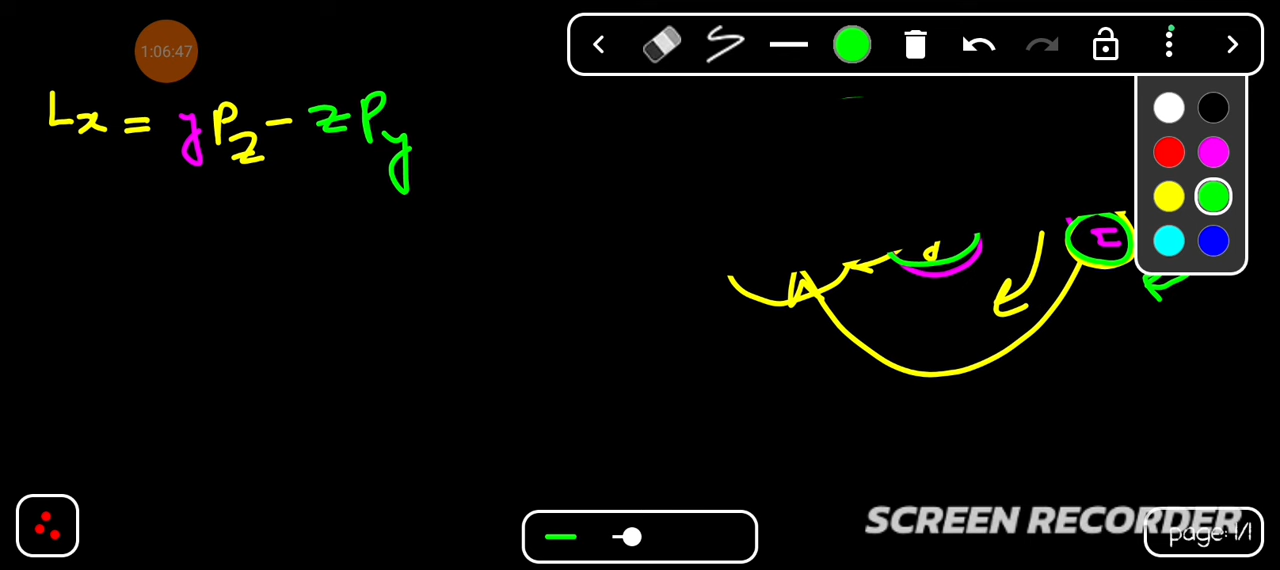 1:06:47
Lx = yPz - zPy
SCREEN RECORDER
page:1/1